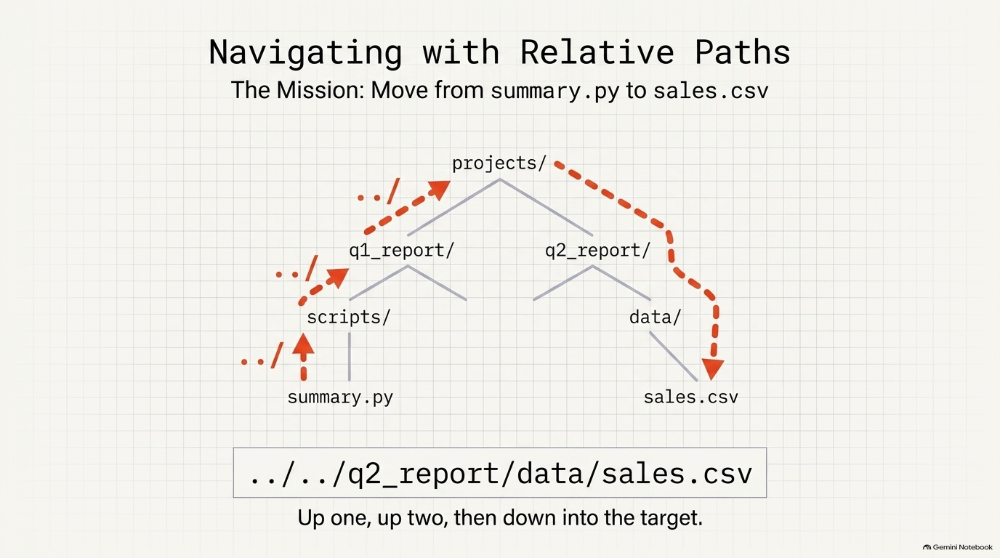 Navigating with Relative Paths
The Mission: Move from summary.py to sales.csv
projects/
../
q1_report/
q2_report/
../
scripts/
data/
../
summary.py
sales.csv
../../q2_report/data/sales.csv
Up one, up two, then down into the target.
Gemini Notebook